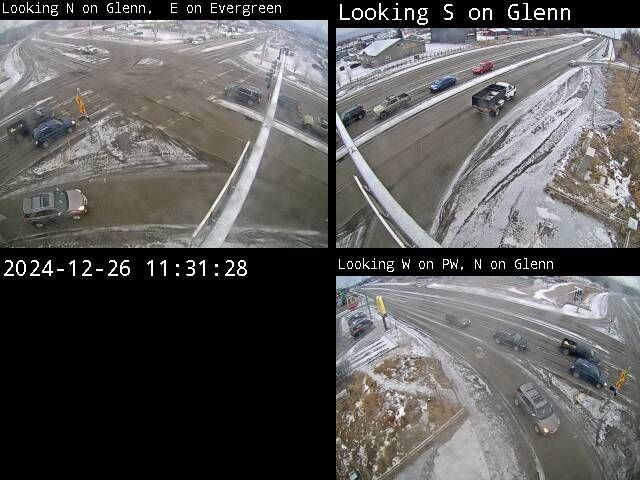 Looking N on Glenn,  E on Evergreen
Looking S on Glenn
2024-12-26 11:31:28
Looking W on PW, N on Glenn